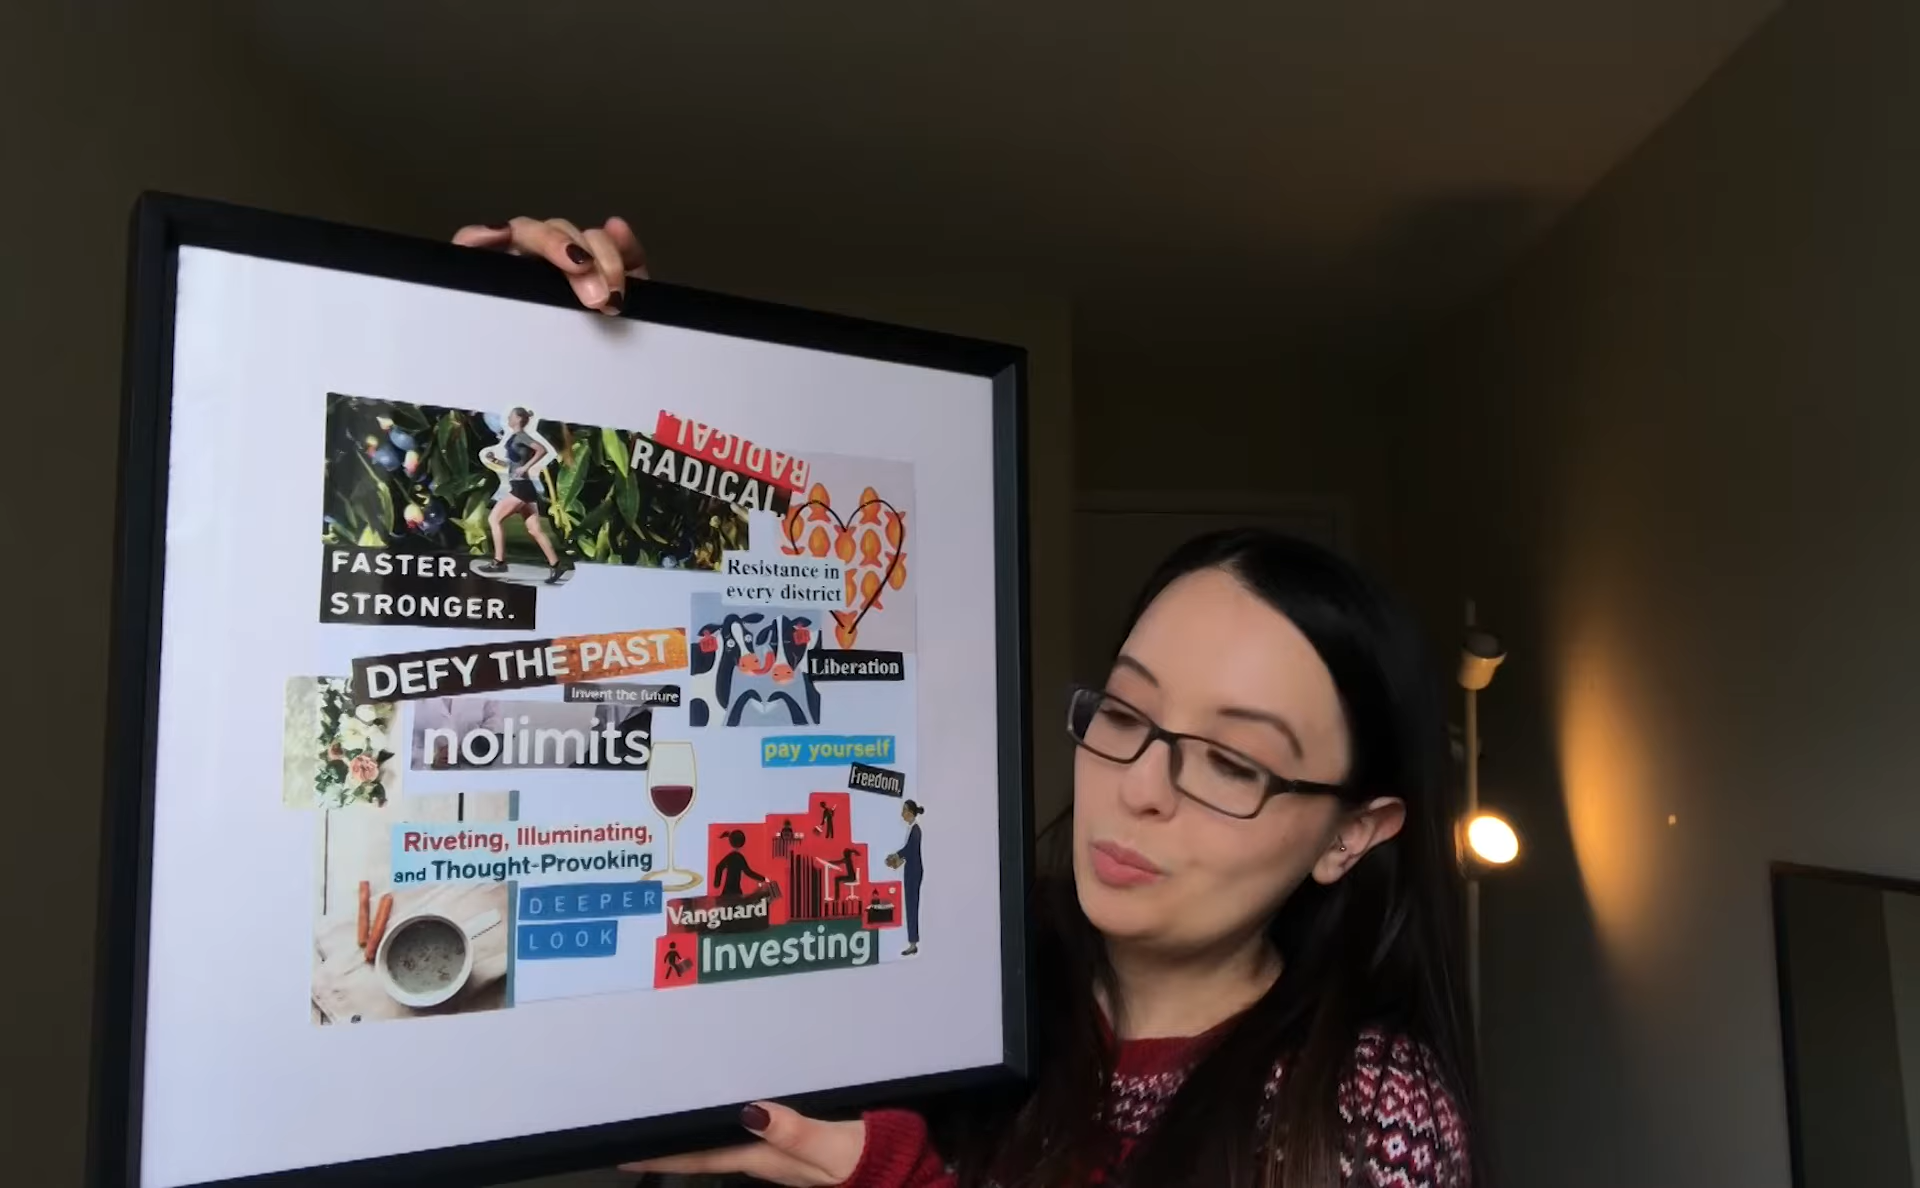 RADICAL.
RADICAL.
FASTER.
STRONGER.
Resistance in
every district
DEFY THE PAST
Invent the future
Liberation
nolimits
pay yourself
Freedom,
Riveting, Illuminating,
and Thought-Provoking
DEEPER
LOOK
Vanguard
Investing